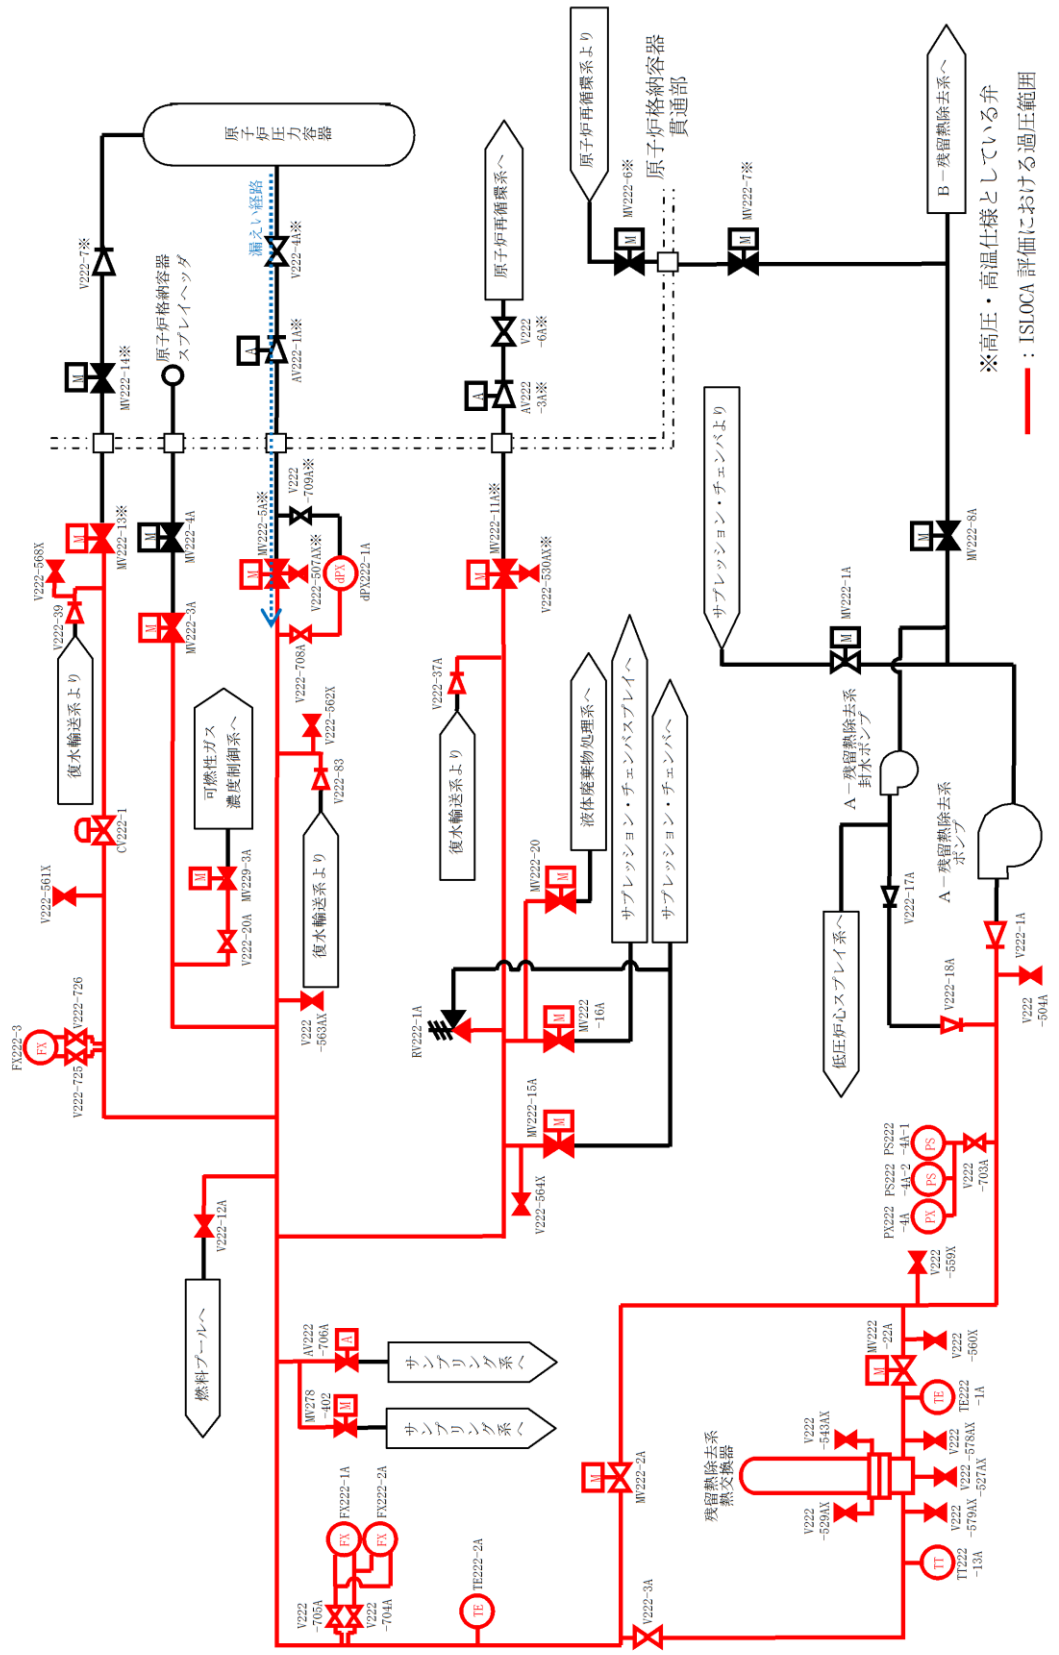 原子炉圧力容器
漏えい経路
V222-7※
MV222-14※
M
原子炉格納容器
スプレイヘッダ
V222-4A※
AV222-1A※
A
原子炉再循環系へ
V222
-6A※
AV222
-3A※
A
原子炉再循環系より
MV222-6※
M
原子炉格納容器
貫通部
MV222-7※
M
B－残留熱除去系へ
※高圧・高温仕様としている弁
：ISLOCA 評価における過圧範囲
MV222-13※
M
V222-568X
V222-39
復水輸送系より
MV222-4A
M
MV222-3A
M
MV222-5A※
M
V222
-709A※
V222-507AX※
dPX
dPX222-1A
V222-708A
MV222-11A※
M
V222-530AX※
V222-37A
復水輸送系より
サプレッション・チェンバより
MV222-8A
M
MV222-1A
M
CV222-1
V222-561X
可燃性ガス
濃度制御系へ
MV229-3A
M
V222-20A
V222-562X
V222-83
復水輸送系より
V222
-563AX
液体廃棄物処理系へ
MV222-20
M
サプレッション・チェンバスプレイへ
サプレッション・チェンバへ
A－残留熱除去系
封水ポンプ
A－残留熱除去系
ポンプ
V222-17A
低圧炉心スプレイ系へ
V222-18A
V222-1A
V222
-504A
FX222-3
FX
V222-726
V222-725
RV222-1A
MV222
-16A
M
MV222-15A
M
V222-564X
PS222
-4A-1
PS
PS222
-4A-2
PS
PX222
-4A
PX
V222
-703A
V222-12A
燃料プールへ
AV222
-706A
A
サンプリング系へ
MV278
-402
M
サンプリング系へ
V222
-559X
MV222
-22A
M
V222
-560X
TE222
-1A
TE
V222
-543AX
V222
-578AX
V222
-527AX
残留熱除去系
熱交換器
V222
-529AX
V222
-579AX
TT222
-13A
TT
MV222-2A
M
V222-3A
FX222-1A
FX
FX222-2A
FX
V222
-705A
V222
-704A
TE222-2A
TE